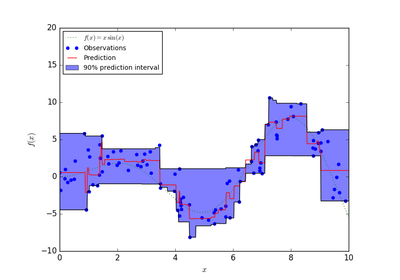 20
15
10
5
0
−5
−10
f(x)
f(x) = x sin(x)
Observations
Prediction
90% prediction interval
0 2 4 6 8 10
x